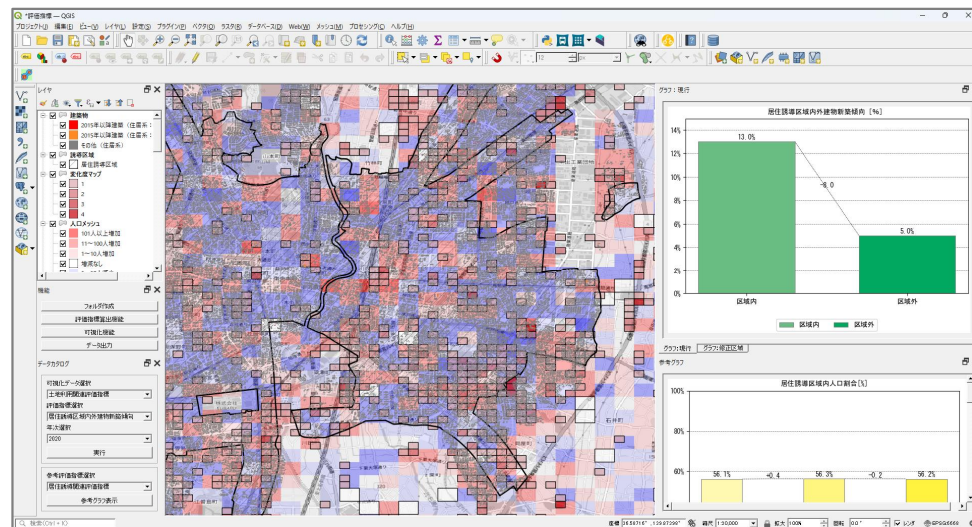 *評価指標 — QGIS
プロジェクト(J) 編集(E) ビュー(V) レイヤ(L) 設定(S) プラグイン(P) ベクタ(O) ラスタ(R) データベース(D) Web(W) メッシュ(M) プロセシング(C) ヘルプ(H)
12
px
レイヤ
建築物
2015年以降建築（住居系：
2015年以降建築（住居系：
その他（住居系）
誘導区域
居住誘導区域
変化度マップ
1
2
3
4
人口メッシュ
101人以上増加
11～100人増加
1～10人増加
増減なし
機能
フォルダ作成
評価指標算出機能
可視化機能
データ出力
データカタログ
可視化データ選択
土地利用関連評価指標
評価指標選択
居住誘導区域内外建物新築傾向
年次選択
2020
実行
参考評価指標選択
居住誘導関連評価指標
参考グラフ表示
石井町
グラフ：現行
居住誘導区域内外建物新築傾向 [%]
14%
12%
10%
8%
6%
4%
2%
0%
13.0%
-8.0
5.0%
区域内
区域外
区域内
区域外
グラフ：現行
グラフ：修正区域
参考グラフ
居住誘導区域内人口割合[%]
100%
80%
60%
56.1%
+0.4
56.3%
-0.2
56.2%
検索(Ctrl + K)
座標
縮尺 1:30,000
拡大 100%
回転 0.0°
レンダ
EPSG:6668